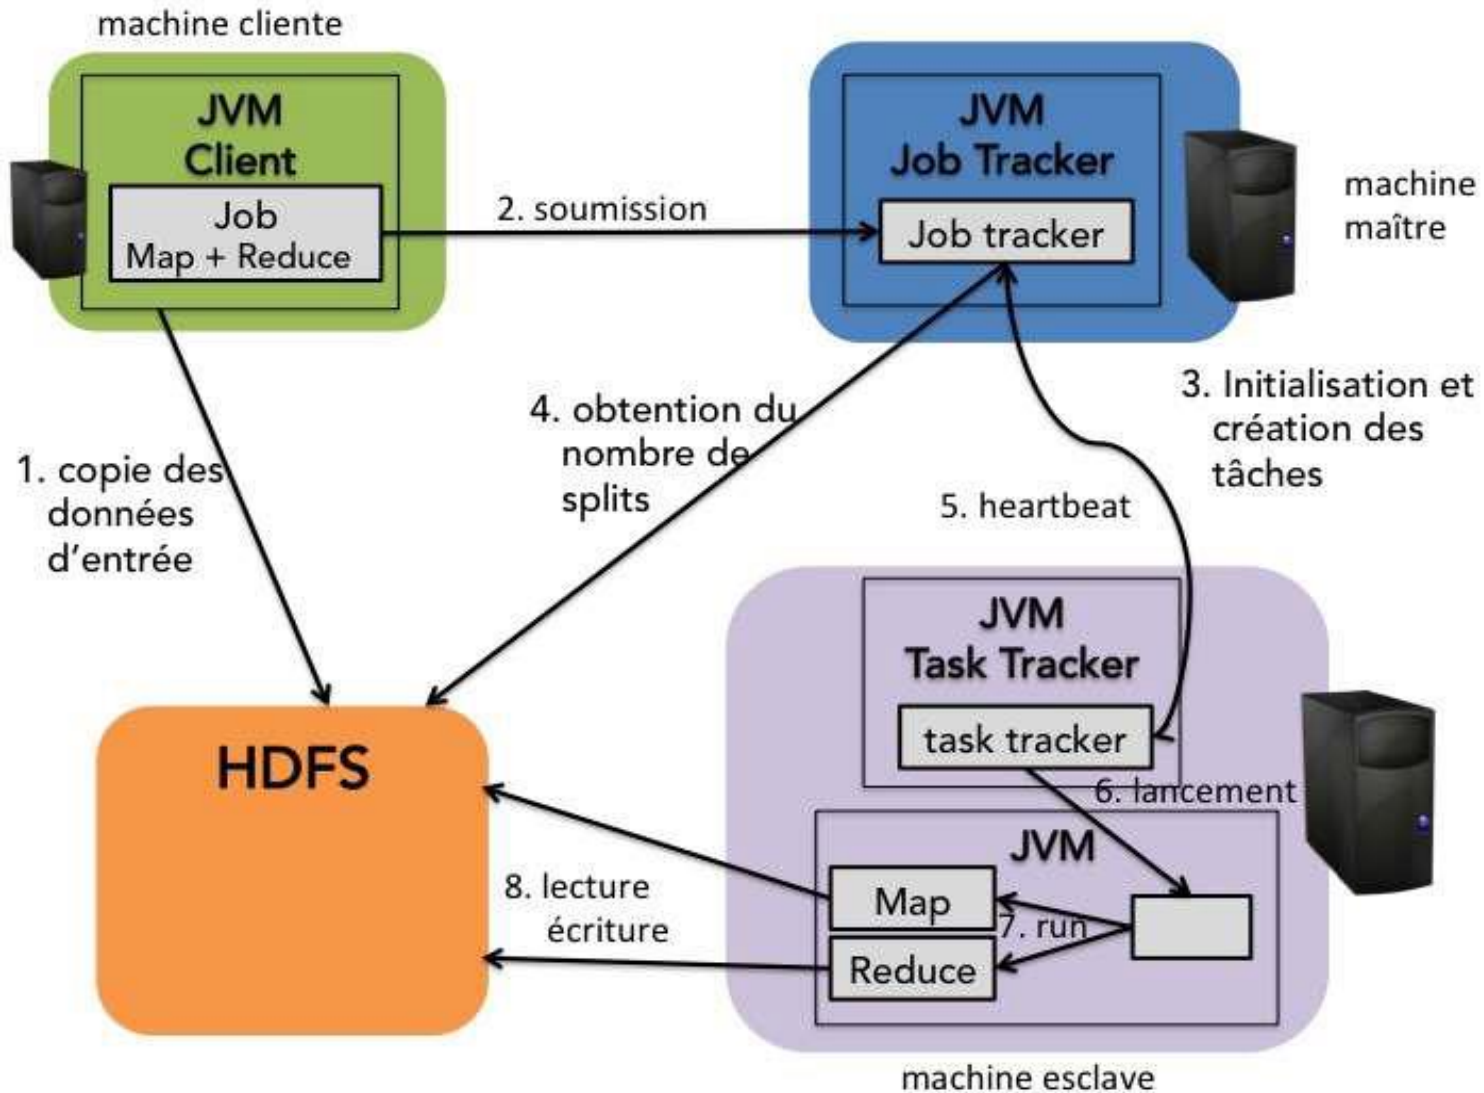 machine cliente
JVM
Client
Job
Map + Reduce
2. soumission
JVM
Job Tracker
Job tracker
machine
maître
1. copie des
données
d'entrée
4. obtention du
nombre de
splits
3. Initialisation et
création des
tâches
5. heartbeat
HDFS
JVM
Task Tracker
task tracker
6. lancement
JVM
Map
7. run
Reduce
8. lecture
écriture
machine esclave